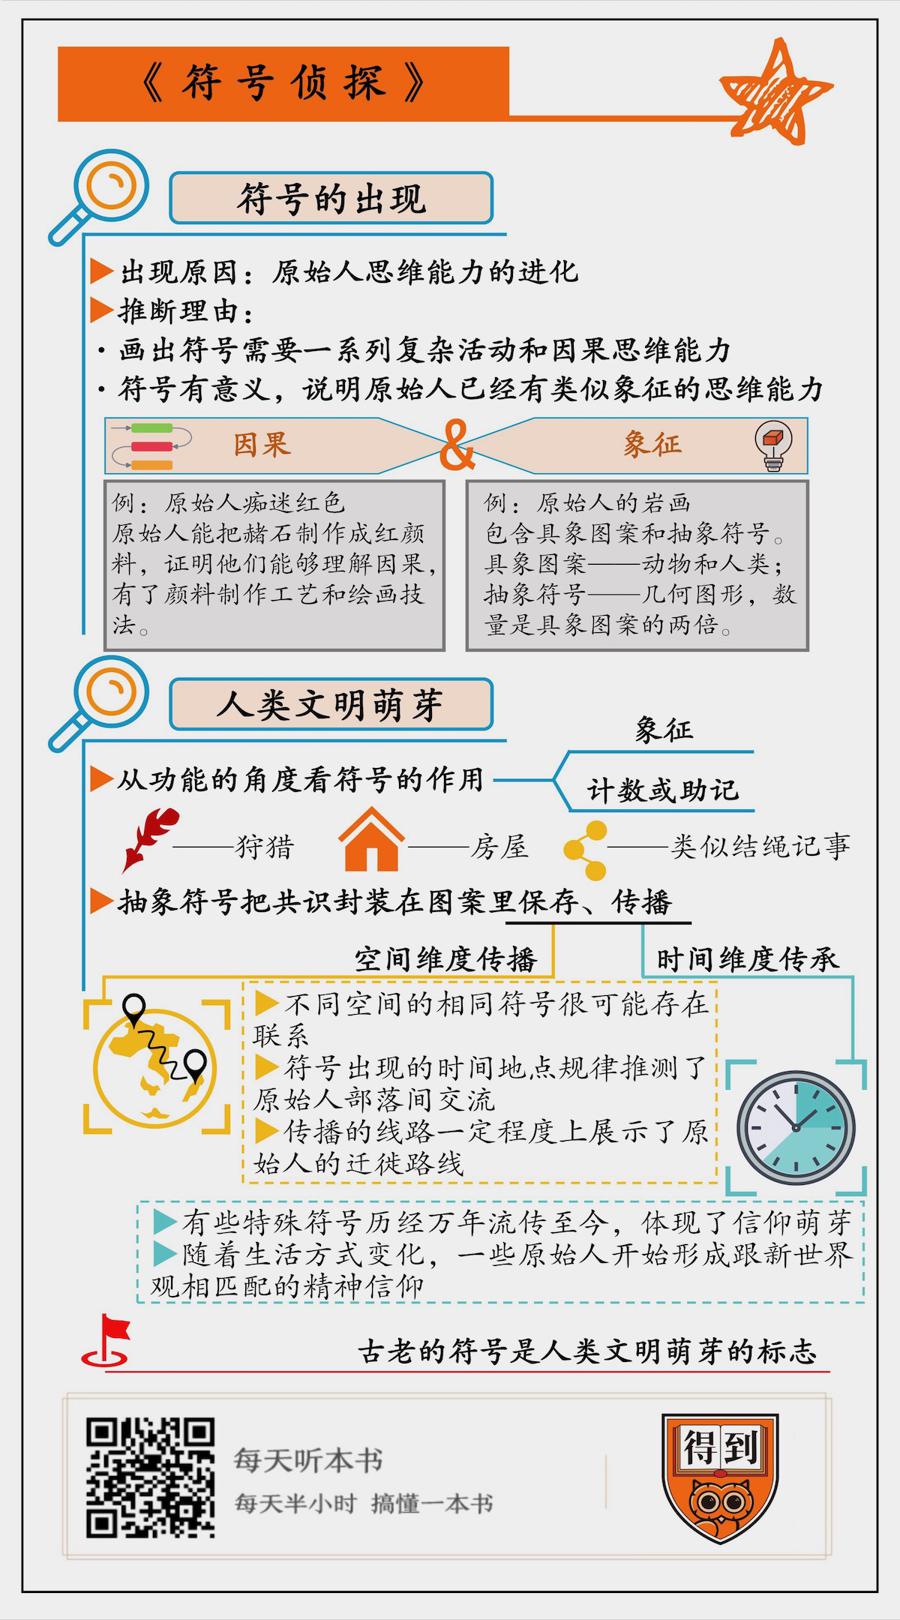 《符号侦探》
符号的出现
出现原因：原始人思维能力的进化
推断理由：
·画出符号需要一系列复杂活动和因果思维能力
·符号有意义，说明原始人已经有类似象征的思维能力
因果
&
象征
例：原始人痴迷红色
原始人能把赭石制作成红颜
料，证明他们能够理解因果，
有了颜料制作工艺和绘画技
法。
例：原始人的岩画
包含具象图案和抽象符号。
具象图案——动物和人类；
抽象符号——几何图形，数
量是具象图案的两倍。
人类文明萌芽
象征
从功能的角度看符号的作用
计数或助记
——狩猎
——房屋
——类似结绳记事
抽象符号把共识封装在图案里保存、传播
空间维度传播
时间维度传承
不同空间的相同符号很可能存在
联系
符号出现的时间地点规律推测了
原始人部落间交流
传播的线路一定程度上展示了原
始人的迁徙路线
有些特殊符号历经万年流传至今，体现了信仰萌芽
随着生活方式变化，一些原始人开始形成跟新世界
观相匹配的精神信仰
古老的符号是人类文明萌芽的标志
每天听本书
每天半小时 搞懂一本书
得到